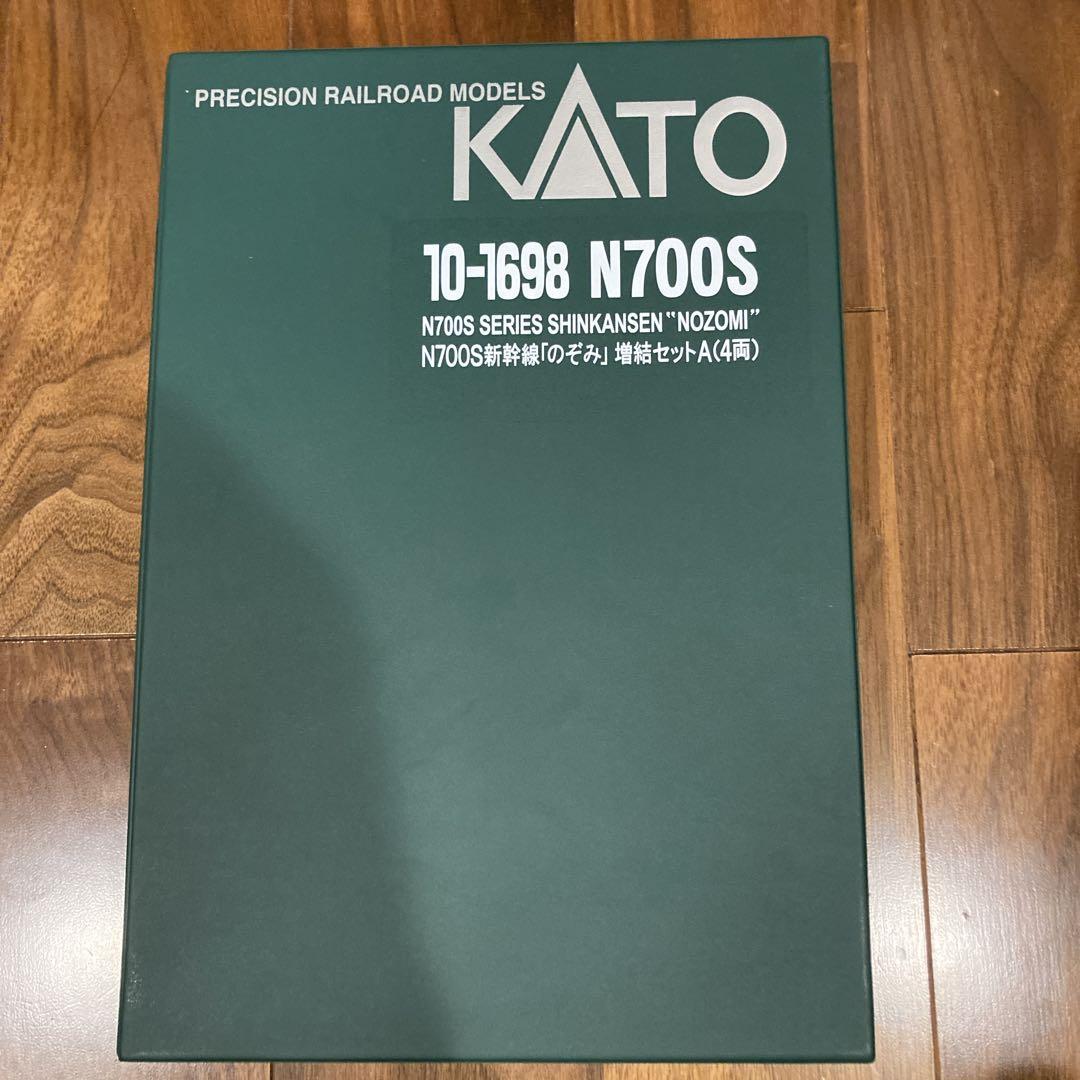 PRECISION RAILROAD MODELS
KATO
10-1698 N700S
N700S SERIES SHINKANSEN "NOZOMI"
N700S新幹線「のぞみ」 増結セットA(4両)